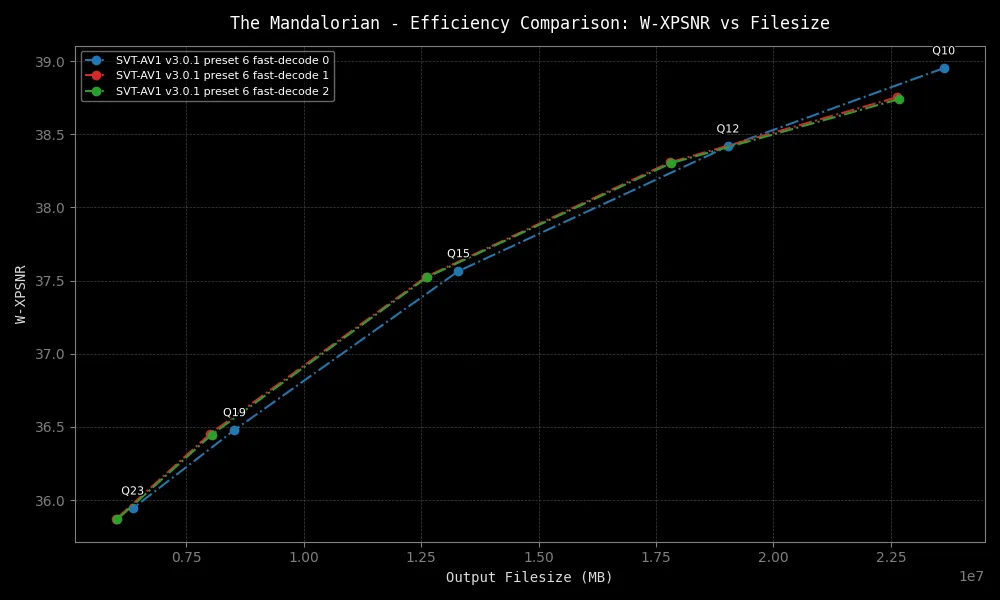 The Mandalorian - Efficiency Comparison: W-XPSNR vs Filesize
SVT-AV1 v3.0.1 preset 6 fast-decode 0
SVT-AV1 v3.0.1 preset 6 fast-decode 1
SVT-AV1 v3.0.1 preset 6 fast-decode 2
Q10
Q12
Q15
Q19
Q23
W-XPSNR
39.0
38.5
38.0
37.5
37.0
36.5
36.0
0.75 1.00 1.25 1.50 1.75 2.00 2.25
1e7
Output Filesize (MB)